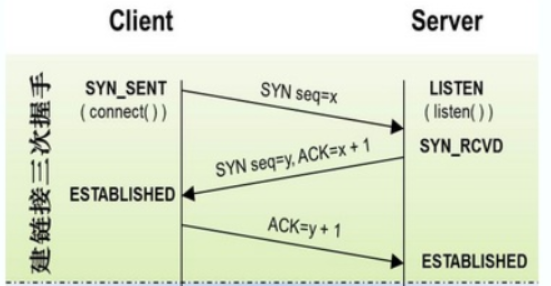 Client
Server
建链接三次握手
SYN_SENT
( connect( ) )
SYN seq=x
LISTEN
( listen( ) )
SYN_RCVD
SYN seq=y, ACK=x + 1
ESTABLISHED
ACK=y + 1
ESTABLISHED